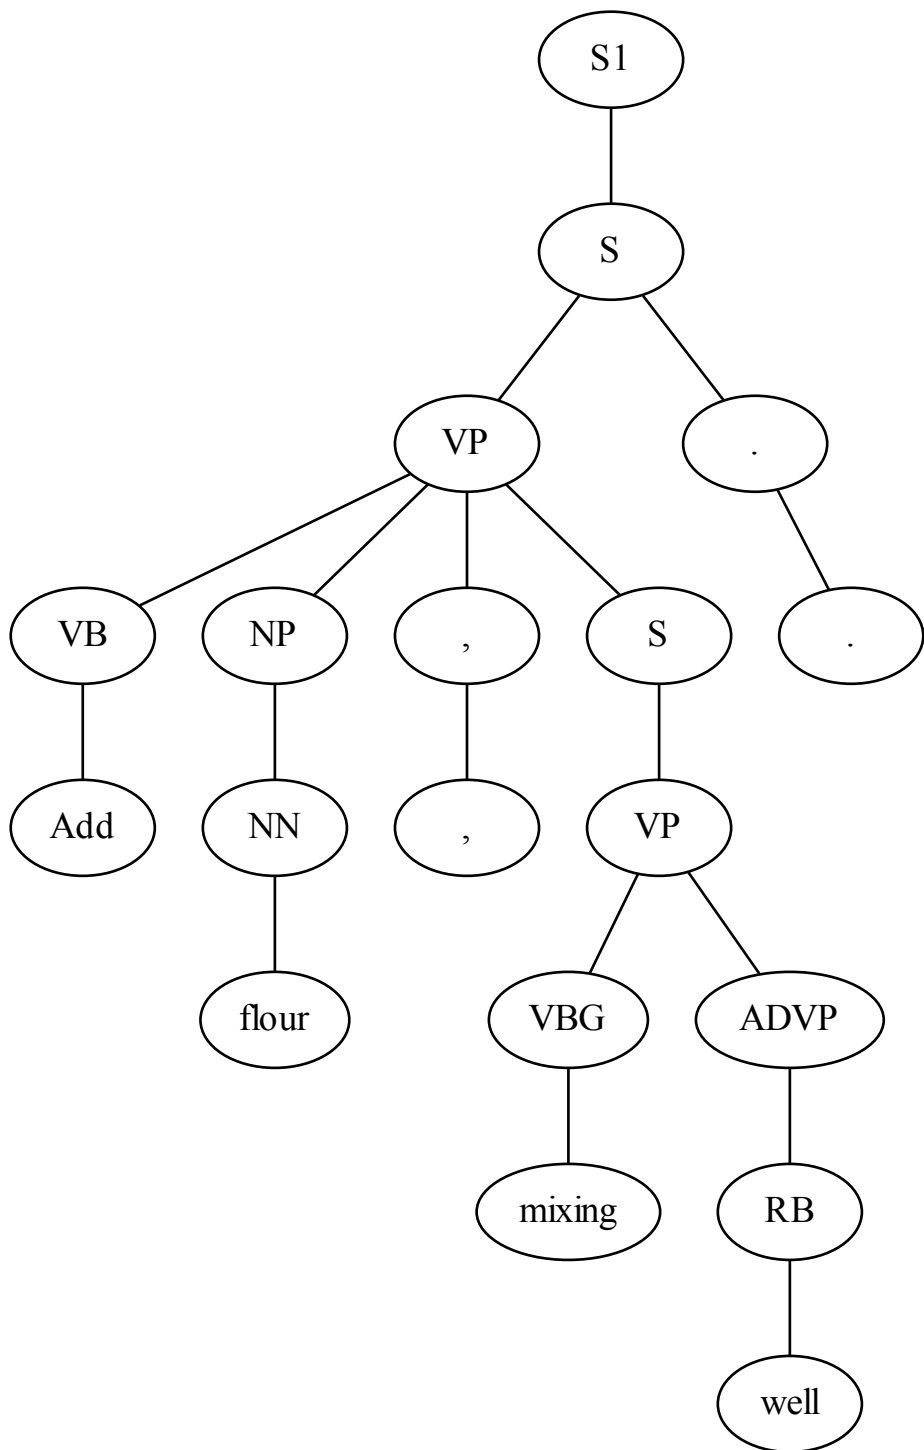 S1
S
VP .
VB NP , S .
Add NN , VP
flour VBG ADVP
mixing RB
well